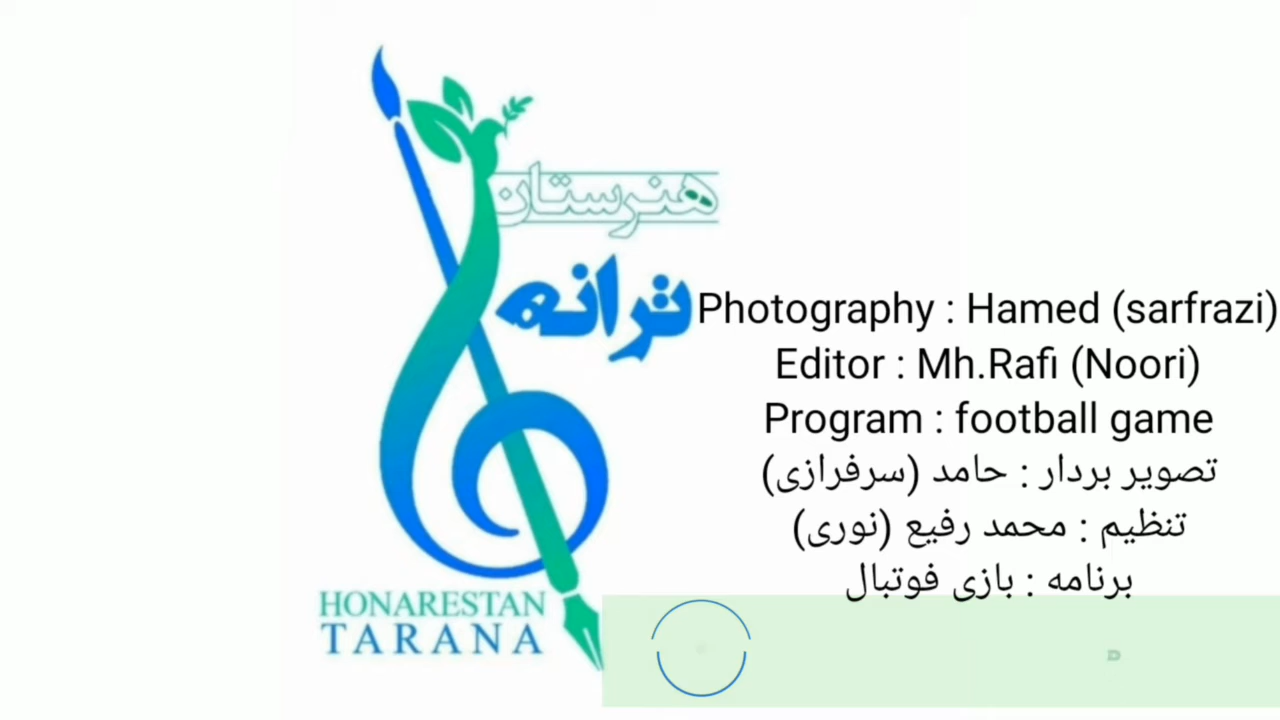 هنرستان
ترانه
Photography : Hamed (sarfrazi)
Editor : Mh.Rafi (Noori)
Program : football game
تصویر بردار : حامد (سرفرازی)
تنظیم : محمد رفیع (نوری)
برنامه : بازی فوتبال
HONARESTAN
TARANA